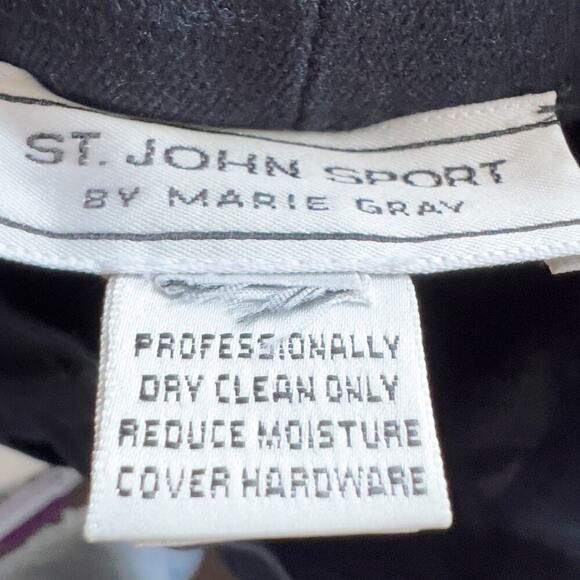 ST. JOHN SPORT
BY MARIE GRAY
PROFESSIONALLY
DRY CLEAN ONLY
REDUCE MOISTURE
COVER HARDWARE